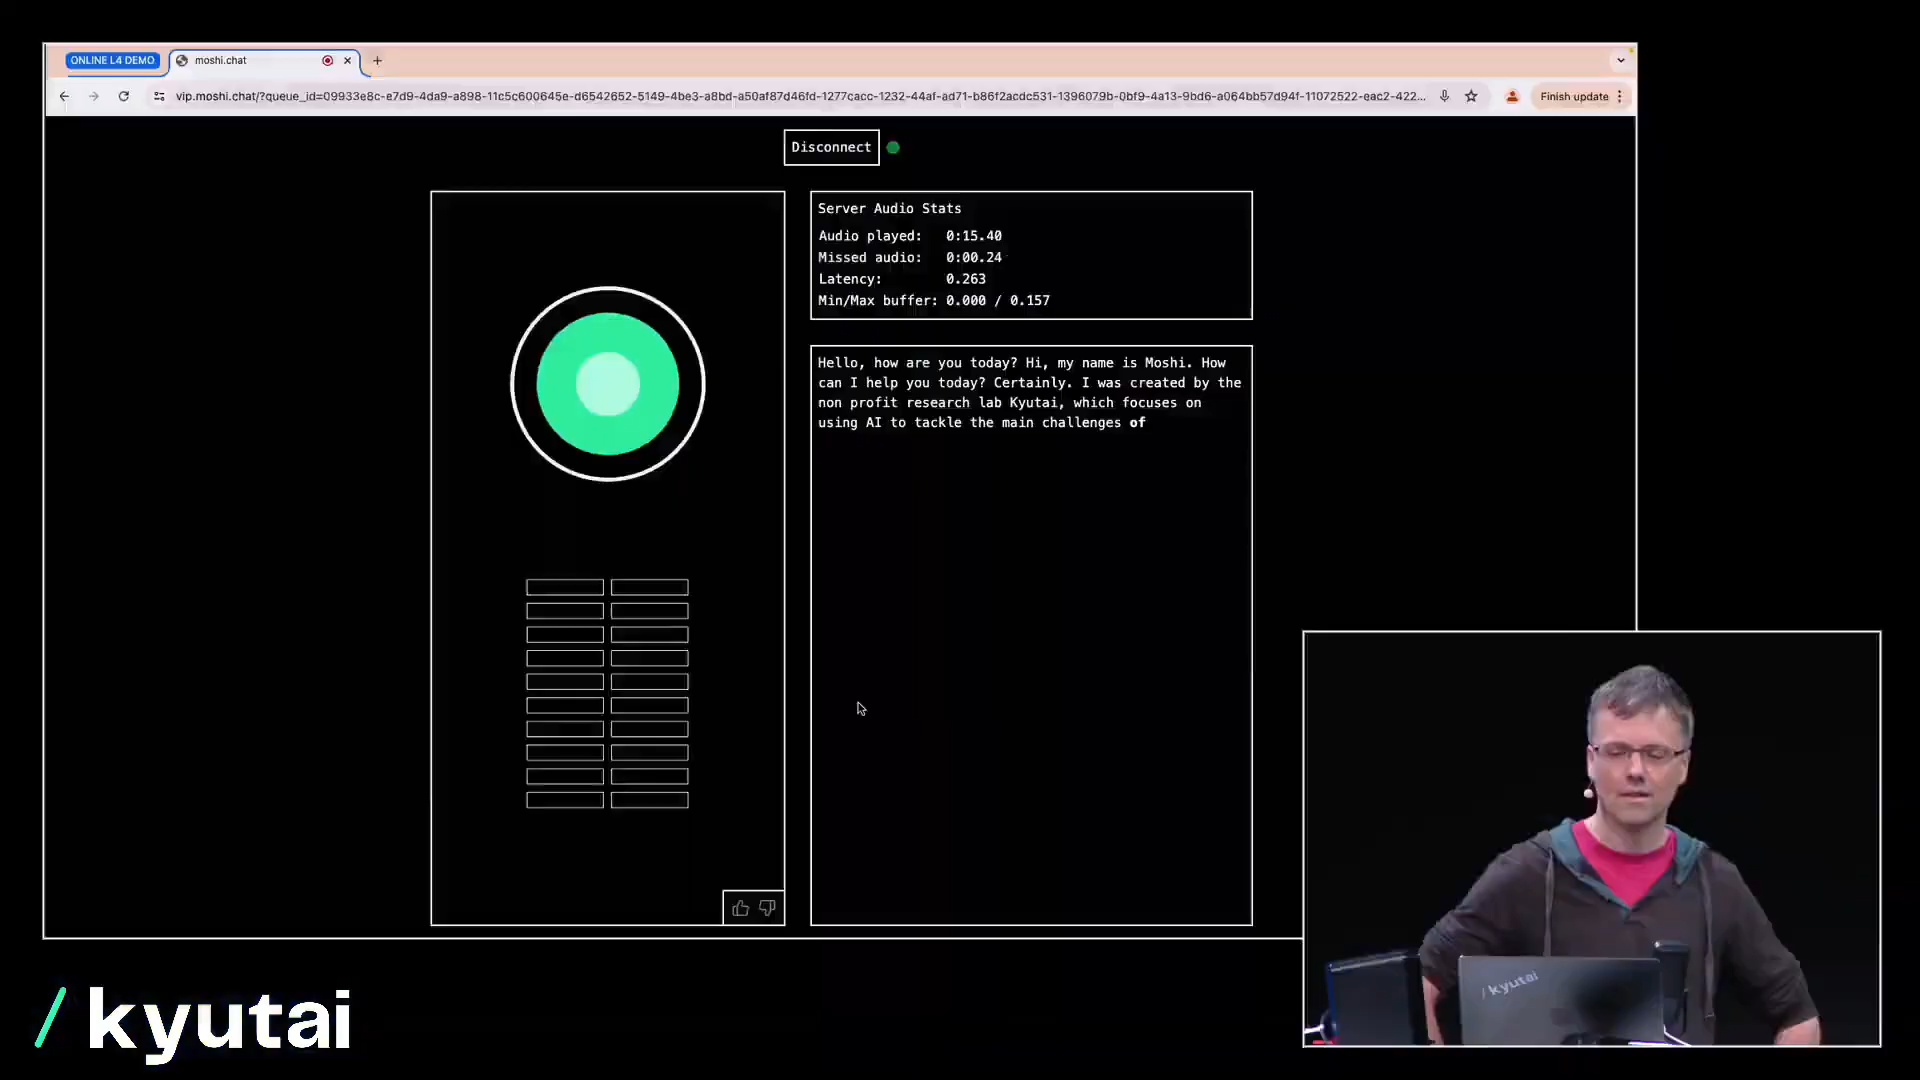 ONLINE L4 DEMO
moshi.chat
vip.moshi.chat/?queue_id=09933e8c-e7d9-4da9-a898-11c5c600645e-d6542652-5149-4be3-a8bd-a50af87d46fd-1277cacc-1232-44af-ad71-b86f2acdc531-1396079b-0bf9-4a13-9bd6-a064bb57d94f-11072522-eac2-422...
Finish update
Disconnect
Server Audio Stats
Audio played: 0:15.40
Missed audio: 0:00.24
Latency: 0.263
Min/Max buffer: 0.000 / 0.157
Hello, how are you today? Hi, my name is Moshi. How
can I help you today? Certainly. I was created by the
non profit research lab Kyutai, which focuses on
using AI to tackle the main challenges of
/ kyutai
/ kyutai